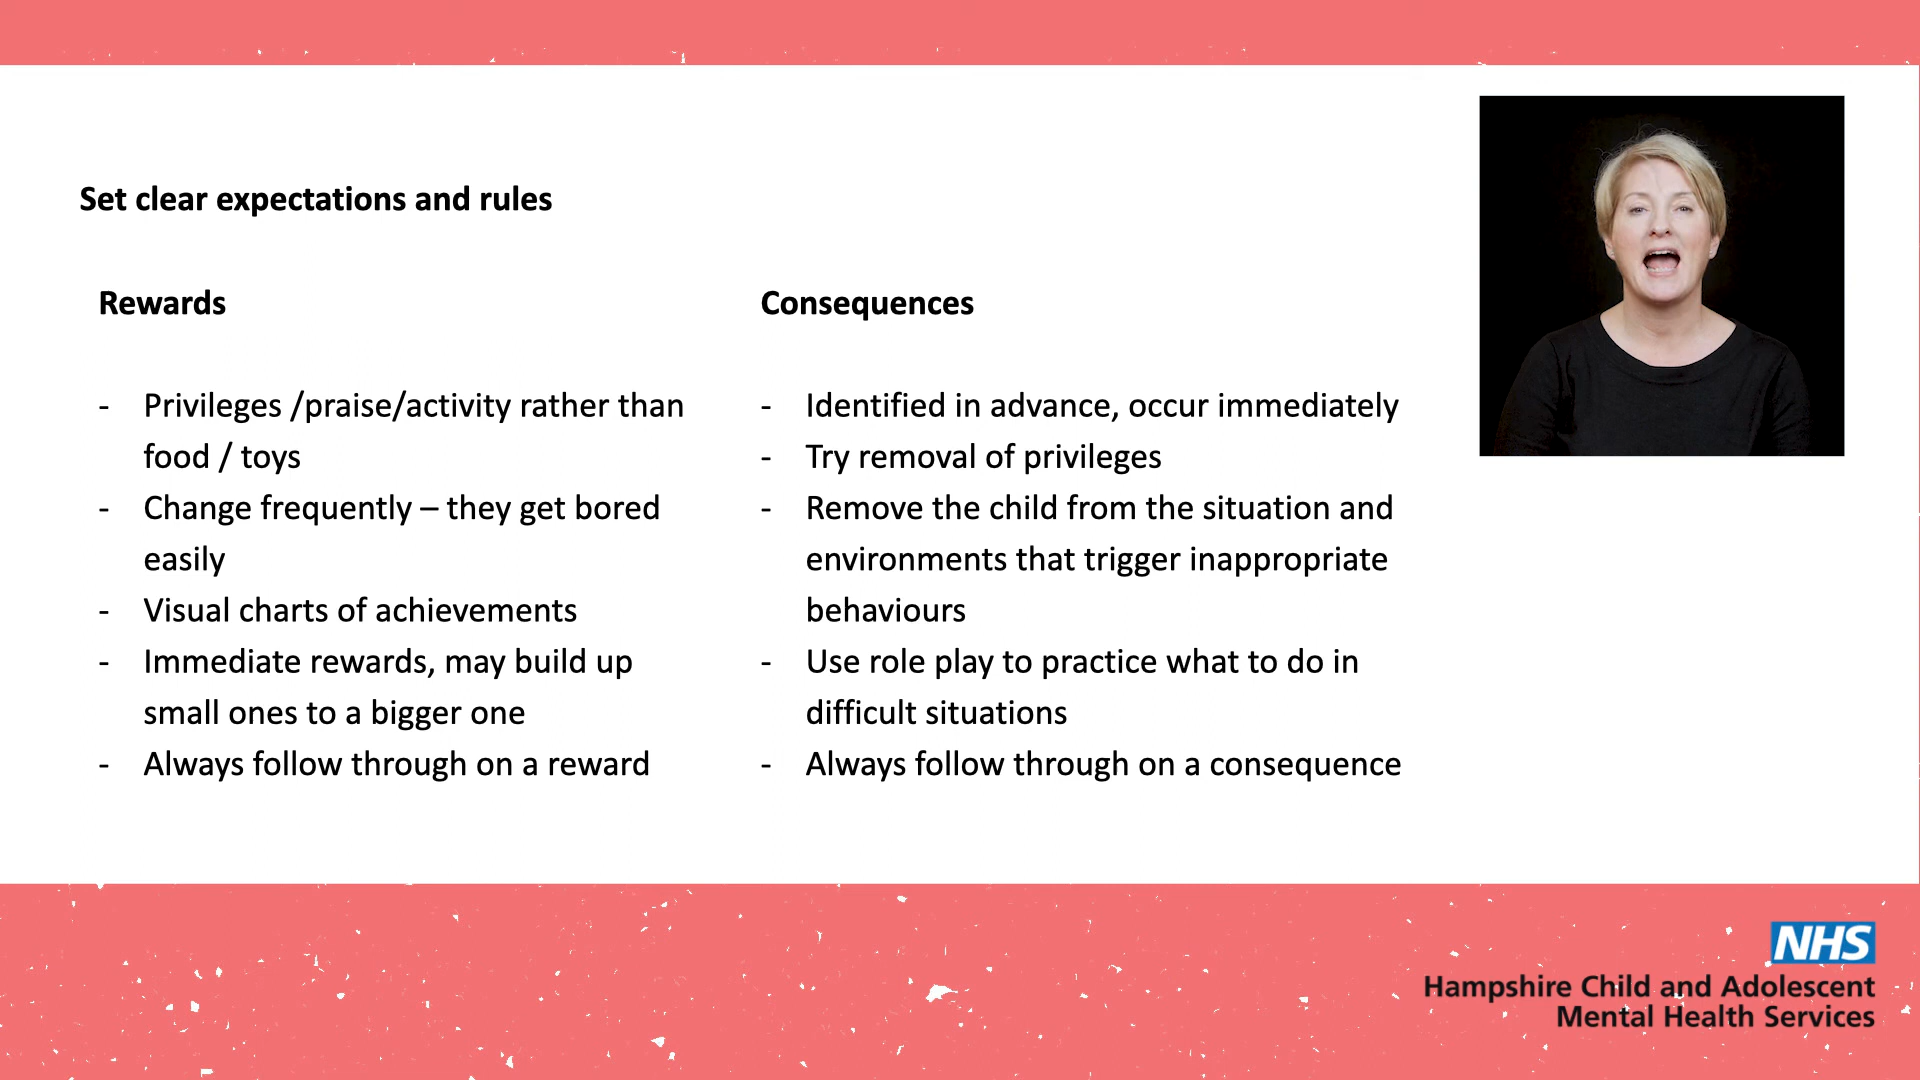 Set clear expectations and rules
Rewards
- Privileges /praise/activity rather than
food / toys
- Change frequently – they get bored
easily
- Visual charts of achievements
- Immediate rewards, may build up
small ones to a bigger one
- Always follow through on a reward
Consequences
- Identified in advance, occur immediately
- Try removal of privileges
- Remove the child from the situation and
environments that trigger inappropriate
behaviours
- Use role play to practice what to do in
difficult situations
- Always follow through on a consequence
NHS
Hampshire Child and Adolescent
Mental Health Services